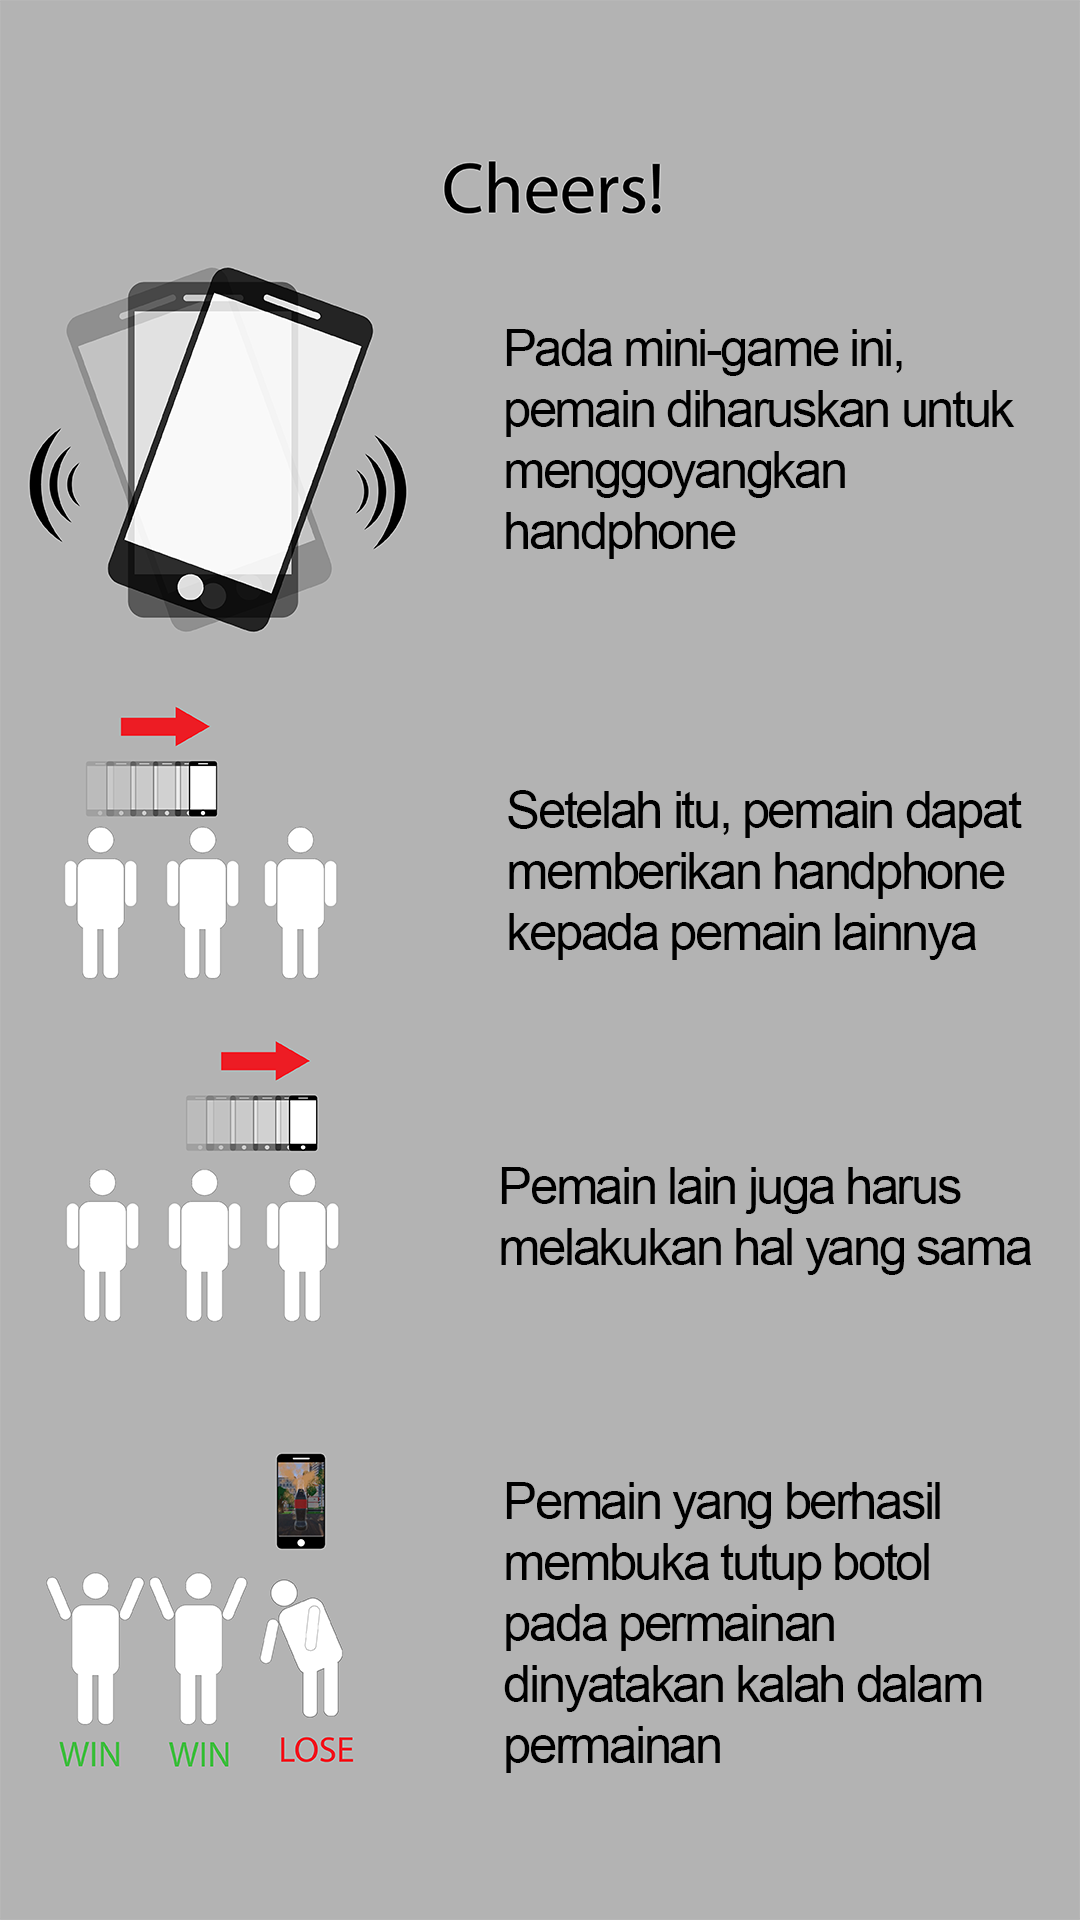 Cheers!
Pada mini-game ini,
pemain diharuskan untuk
menggoyangkan
handphone
Setelah itu, pemain dapat
memberikan handphone
kepada pemain lainnya
Pemain lain juga harus
melakukan hal yang sama
Pemain yang berhasil
membuka tutup botol
pada permainan
dinyatakan kalah dalam
permainan
WIN WIN LOSE